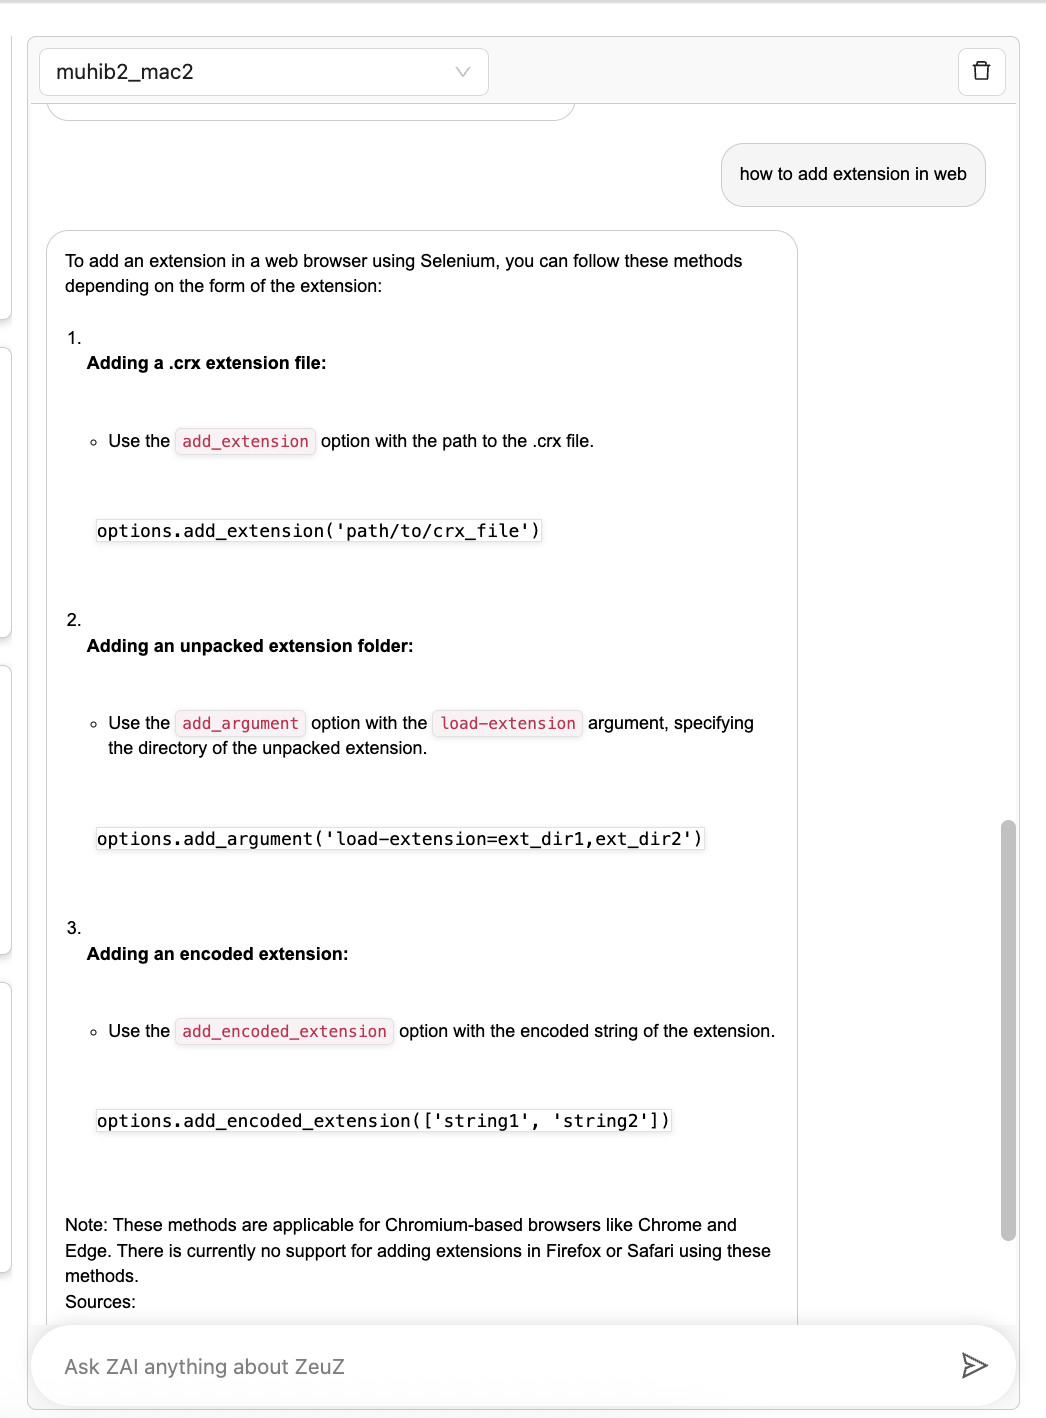 muhib2_mac2
how to add extension in web
To add an extension in a web browser using Selenium, you can follow these methods
depending on the form of the extension:
1.
Adding a .crx extension file:
Use the add_extension option with the path to the .crx file.
options.add_extension('path/to/crx_file')
2.
Adding an unpacked extension folder:
Use the add_argument option with the load-extension argument, specifying
the directory of the unpacked extension.
options.add_argument('load-extension=ext_dir1,ext_dir2')
3.
Adding an encoded extension:
Use the add_encoded_extension option with the encoded string of the extension.
options.add_encoded_extension(['string1', 'string2'])
Note: These methods are applicable for Chromium-based browsers like Chrome and
Edge. There is currently no support for adding extensions in Firefox or Safari using these
methods.
Sources:
Ask ZAI anything about ZeuZ